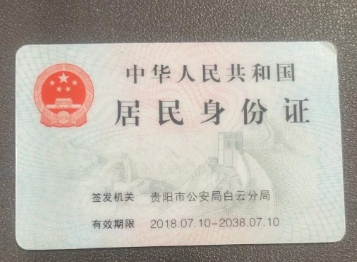 中华人民共和国
居民身份证
签发机关 贵阳市公安局白云分局
有效期限 2018.07.10-2038.07.10